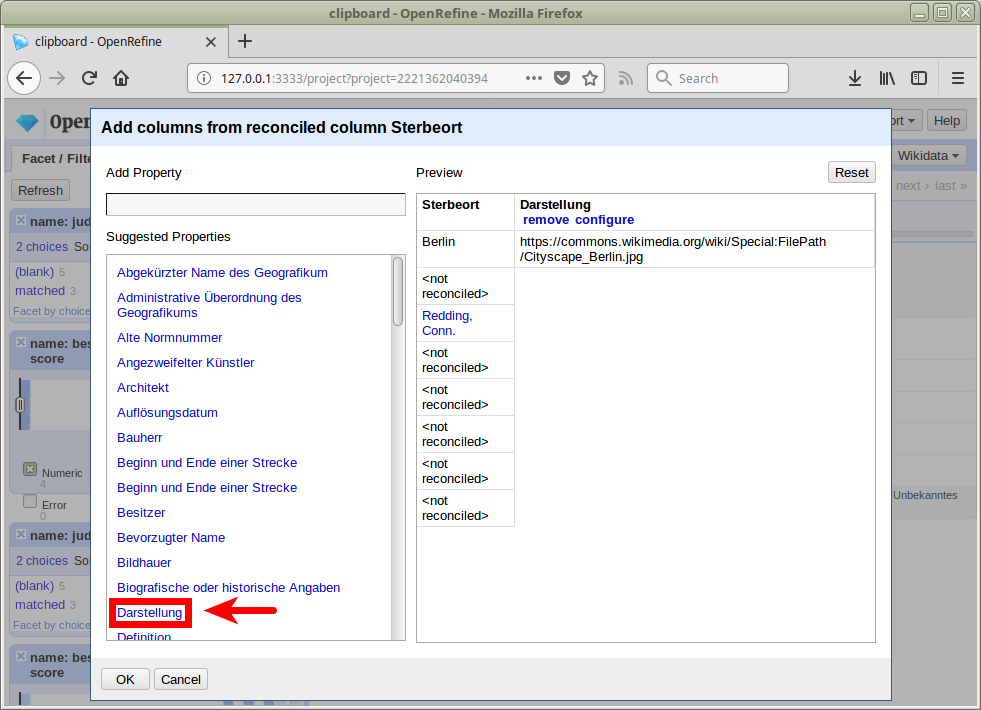 clipboard - OpenRefine - Mozilla Firefox
clipboard - OpenRefine
127.0.0.1:3333/project?project=2221362040394
Search
Open
Help
Facet / Filte
Wikidata
Refresh
next › last »
name: jud
2 choices So
(blank) 5
matched 3
Facet by choice
name: bes
score
Numeric
4
Error
0
name: jud
2 choices So
(blank) 5
matched 3
Facet by choice
name: bes
score
Unbekanntes
Add columns from reconciled column Sterbeort
Add Property
Suggested Properties
Abgekürzter Name des Geografikum
Administrative Überordnung des
Geografikums
Alte Normnummer
Angezweifelter Künstler
Architekt
Auflösungsdatum
Bauherr
Beginn und Ende einer Strecke
Beginn und Ende einer Strecke
Besitzer
Bevorzugter Name
Bildhauer
Biografische oder historische Angaben
Darstellung
Definition
Preview
Reset
Sterbeort Darstellung
remove configure
Berlin https://commons.wikimedia.org/wiki/Special:FilePath
/Cityscape_Berlin.jpg
<not
reconciled>
Redding,
Conn.
<not
reconciled>
<not
reconciled>
<not
reconciled>
<not
reconciled>
<not
reconciled>
OK Cancel